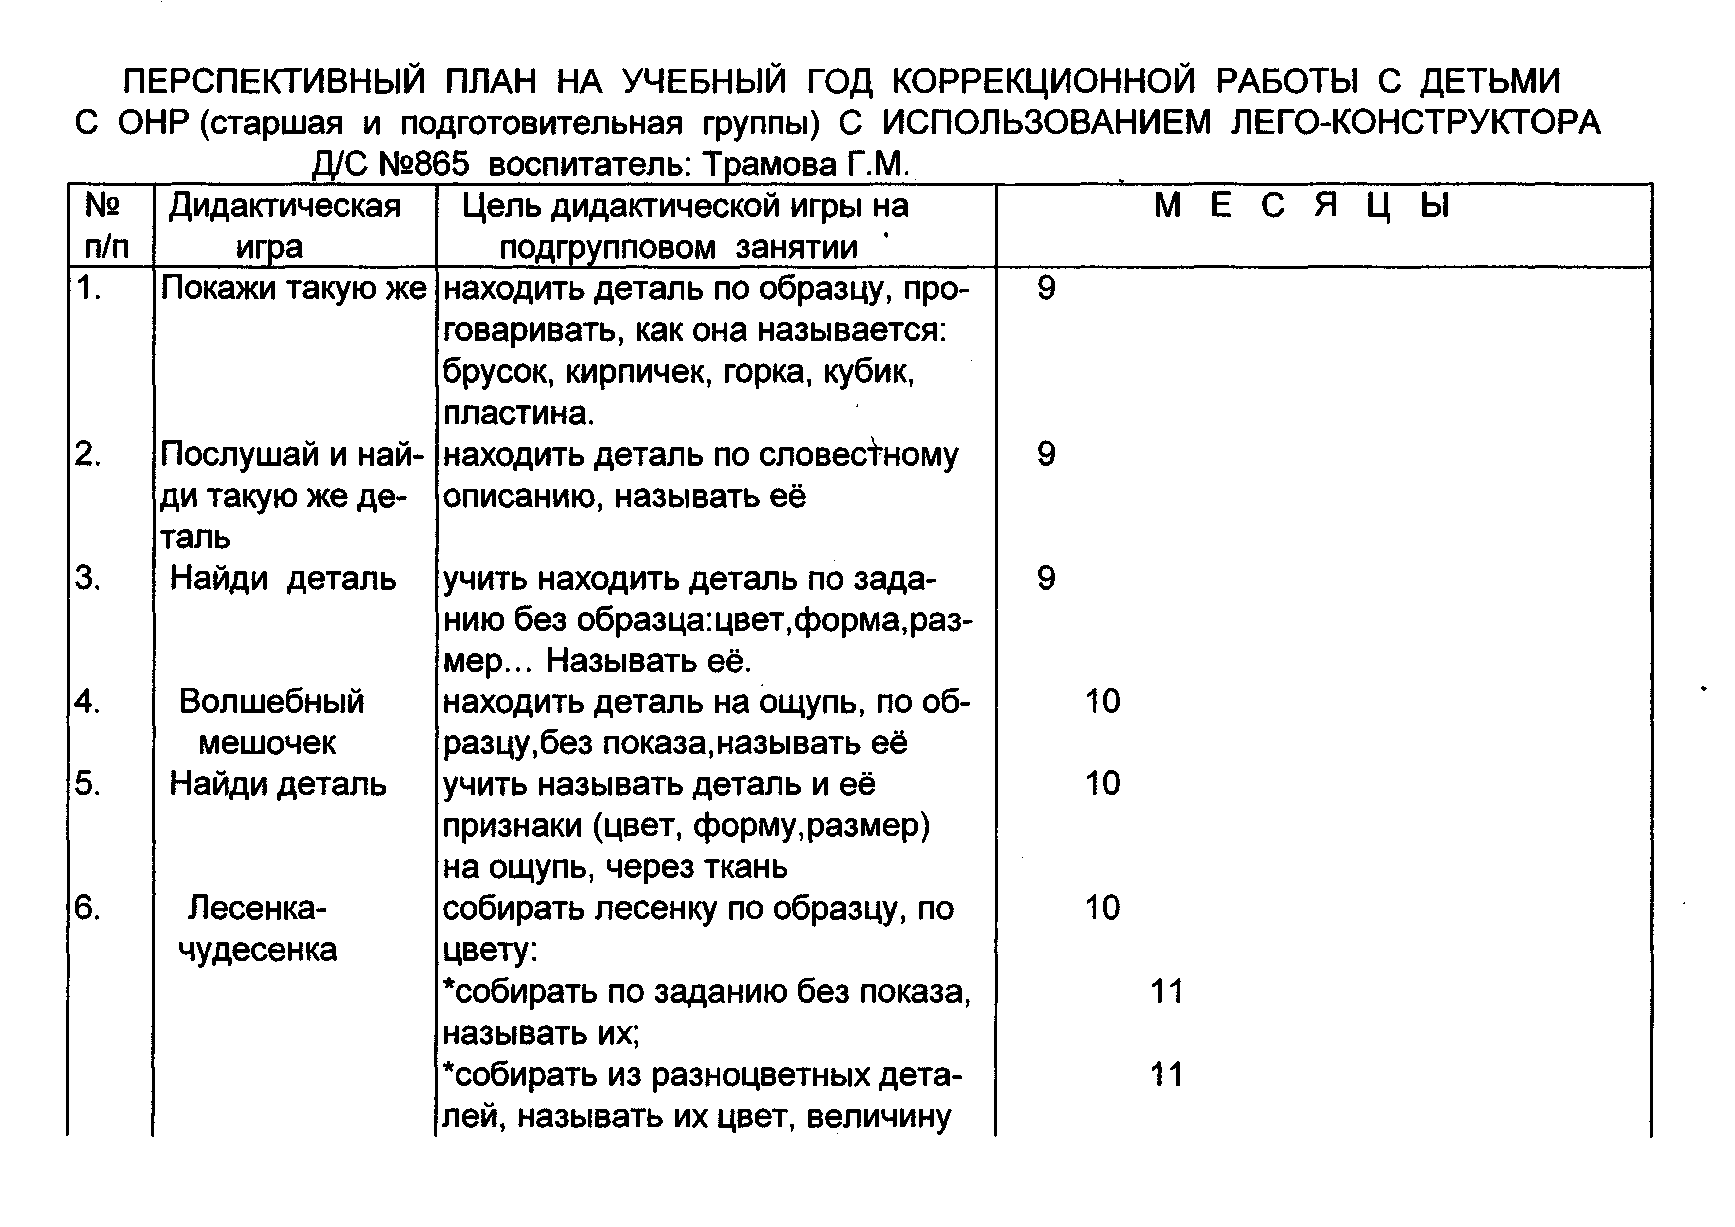 ПЕРСПЕКТИВНЫЙ ПЛАН НА УЧЕБНЫЙ ГОД КОРРЕКЦИОННОЙ РАБОТЫ С ДЕТЬМИ
С ОНР (старшая и подготовительная группы) С ИСПОЛЬЗОВАНИЕМ ЛЕГО-КОНСТРУКТОРА
Д/С №865 воспитатель: Трамова Г.М.
№ Дидактическая Цель дидактической игры на М Е С Я Ц Ы
п/п игра подгрупповом занятии
1. Покажи такую же находить деталь по образцу, про- 9
говаривать, как она называется:
брусок, кирпичек, горка, кубик,
пластина.
2. Послушай и най- находить деталь по словестному 9
ди такую же де- описанию, называть её
таль
3. Найди деталь учить находить деталь по зада- 9
нию без образца:цвет,форма,раз-
мер... Называть её.
4. Волшебный находить деталь на ощупь, по об- 10
мешочек разцу,без показа,называть её
5. Найди деталь учить называть деталь и её 10
признаки (цвет, форму,размер)
на ощупь, через ткань
6. Лесенка- собирать лесенку по образцу, по 10
чудесенка цвету:
*собирать по заданию без показа, 11
называть их;
*собирать из разноцветных дета- 11
лей, называть их цвет, величину